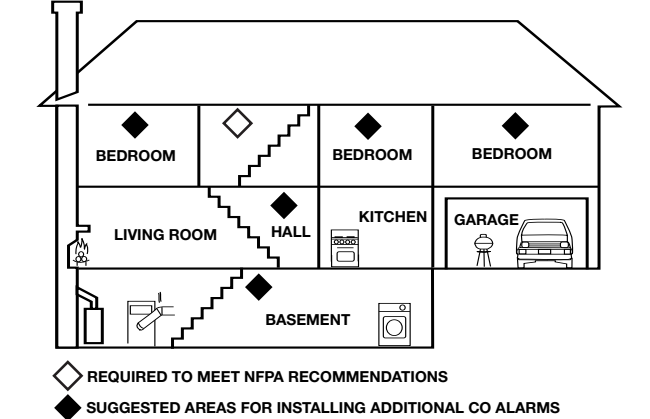 BEDROOM
BEDROOM
BEDROOM
LIVING ROOM
HALL
KITCHEN
GARAGE
BASEMENT
REQUIRED TO MEET NFPA RECOMMENDATIONS
SUGGESTED AREAS FOR INSTALLING ADDITIONAL CO ALARMS